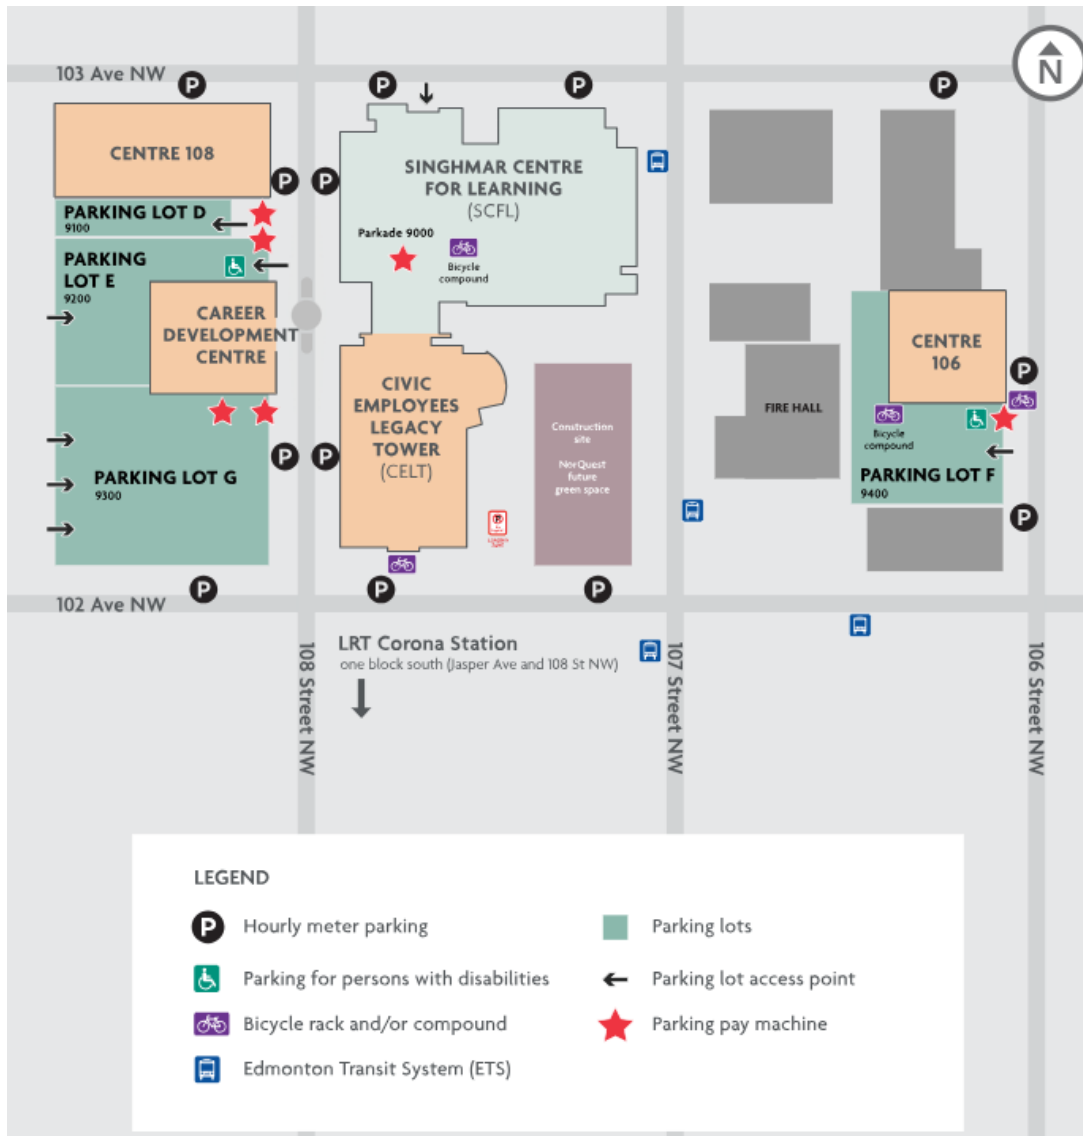 N
103 Ave NW
P
P
P
P
CENTRE 108
P
P
SINGHMAR CENTRE
FOR LEARNING
(SCFL)
PARKING LOT D
9100
Parkade 9000
Bicycle
compound
PARKING
LOT E
9200
CAREER
DEVELOPMENT
CENTRE
CENTRE
106
P
CIVIC
EMPLOYEES
LEGACY
TOWER
(CELT)
FIRE HALL
Bicycle
compound
Construction
site
NorQuest
future
green space
P
P
PARKING LOT G
9300
PARKING LOT F
9400
P
P
P
P
102 Ave NW
LRT Corona Station
one block south (Jasper Ave and 108 St NW)
108 Street NW
107 Street NW
106 Street NW
LEGEND
P Hourly meter parking
Parking for persons with disabilities
Bicycle rack and/or compound
Edmonton Transit System (ETS)
Parking lots
Parking lot access point
Parking pay machine